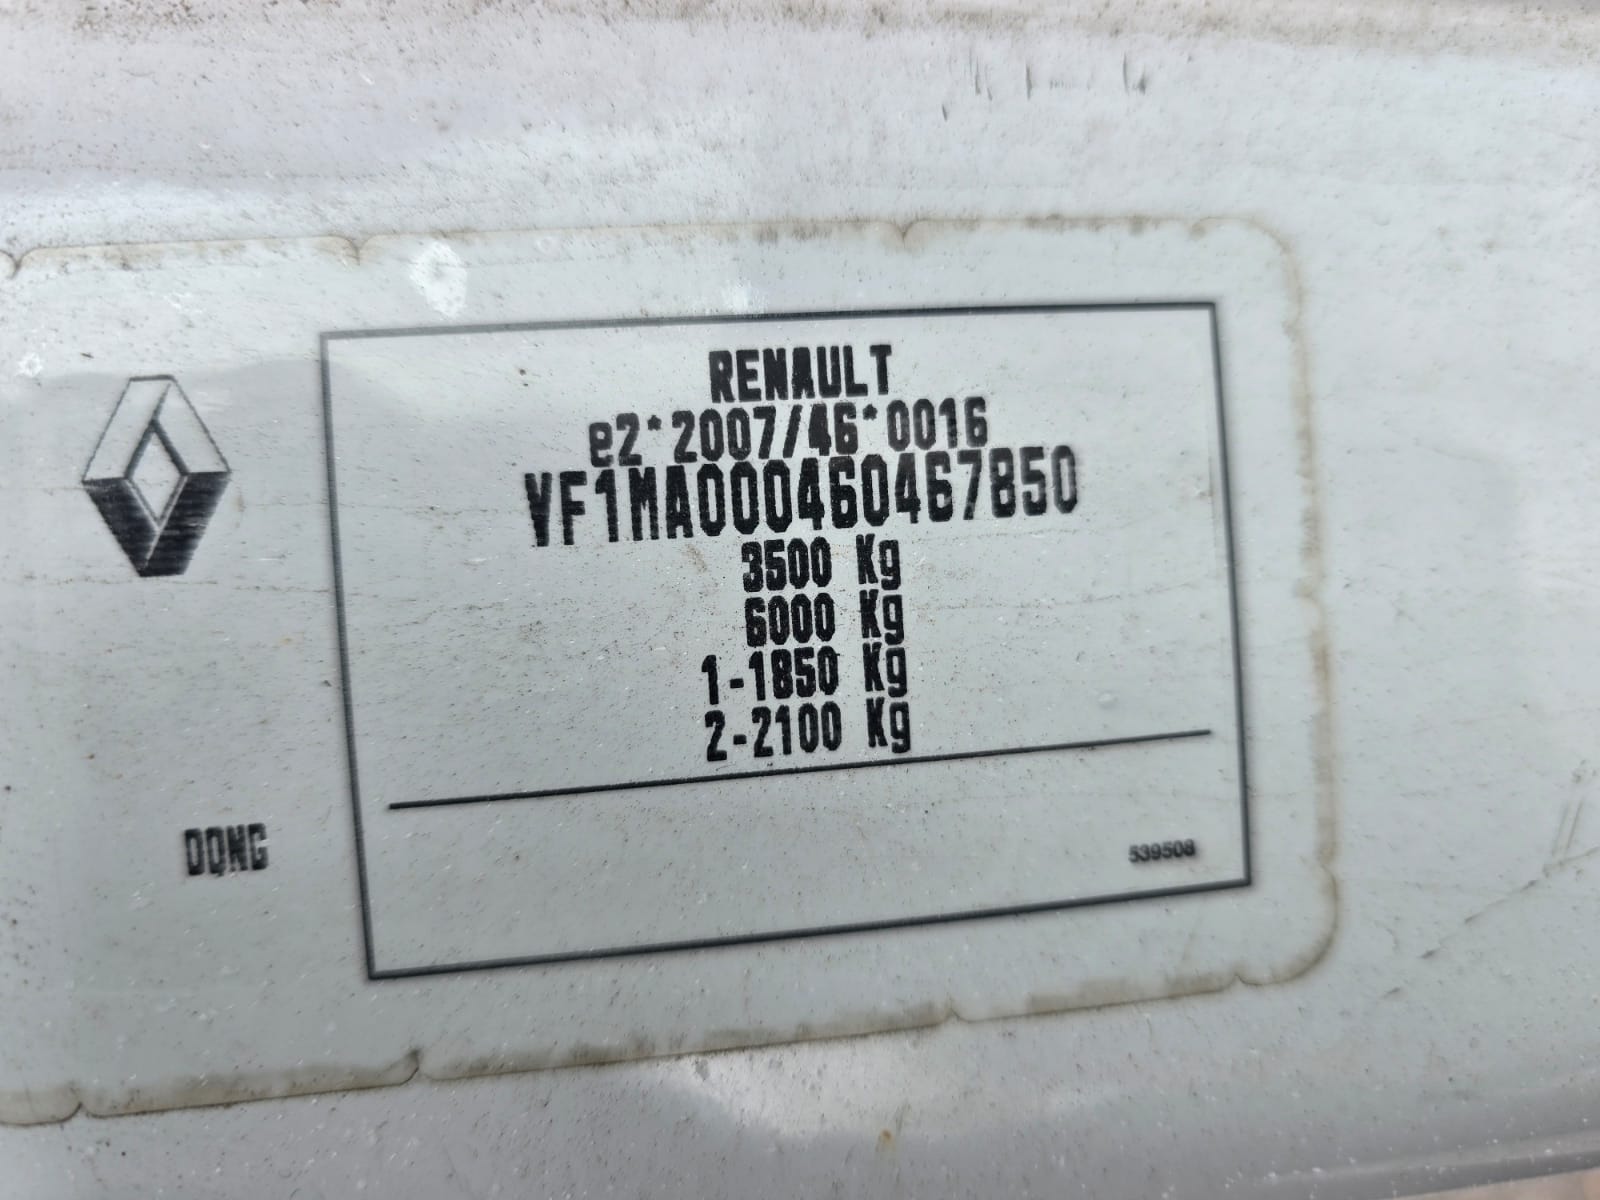 RENAULT
e2*2007/46*0016
VF1MA000460467850
3500 Kg
6000 Kg
1-1850 Kg
2-2100 Kg
DQNG
539508